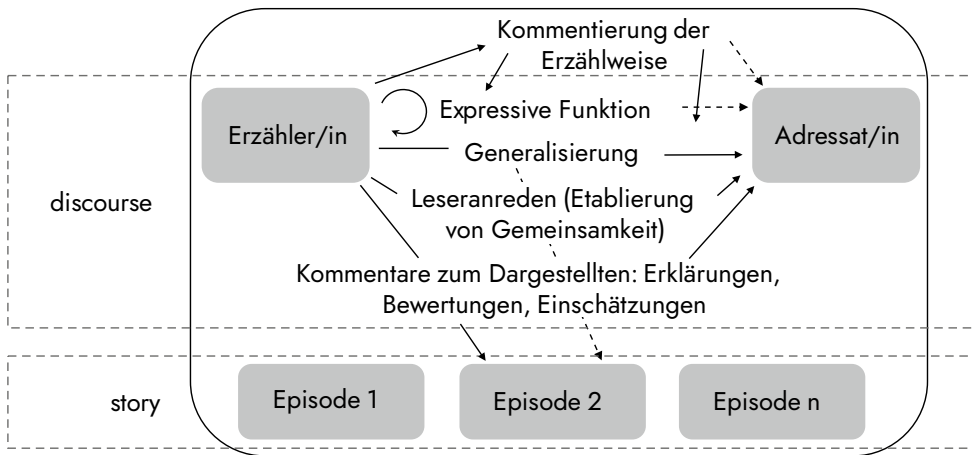 Kommentierung der
Erzählweise
Erzähler/in
Expressive Funktion
Adressat/in
Generalisierung
discourse
Leseranreden (Etablierung
von Gemeinsamkeit)
Kommentare zum Dargestellten: Erklärungen,
Bewertungen, Einschätzungen
story
Episode 1
Episode 2
Episode n